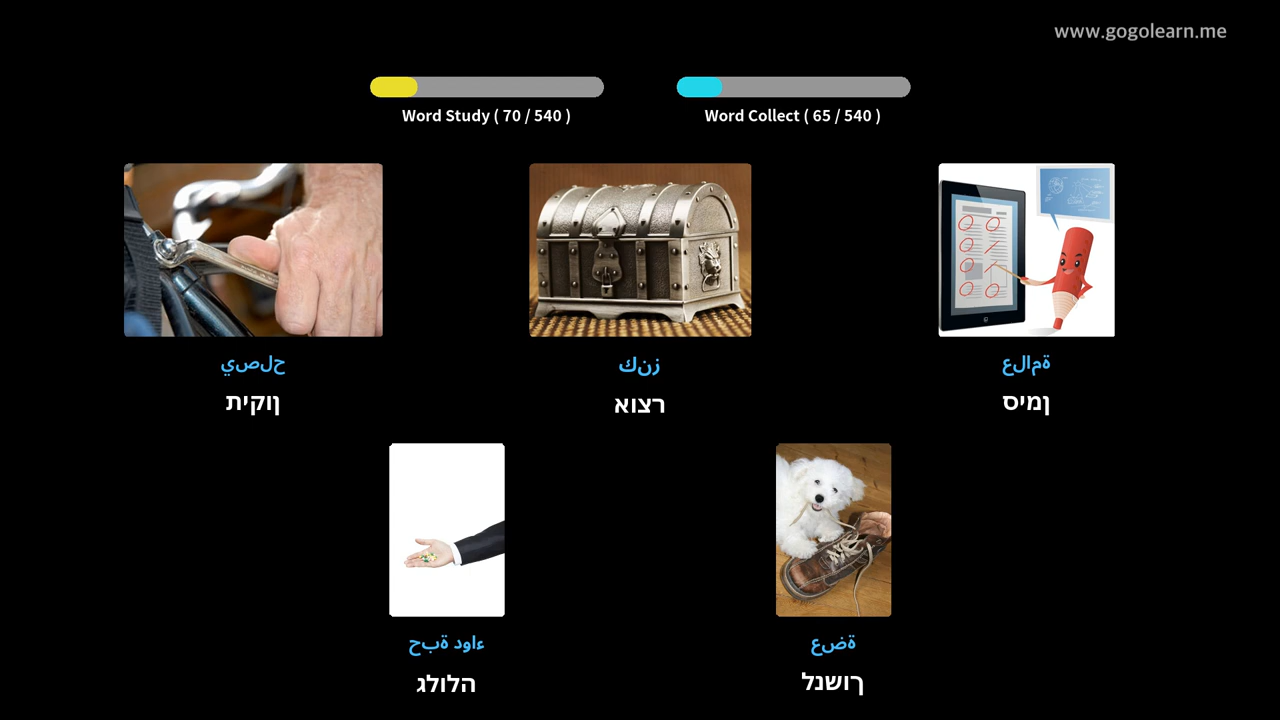 www.gogolearn.me
Word Study ( 70 / 540 )
Word Collect ( 65 / 540 )
حلصي
ןוקית
زنك
רצוא
ةمالع
ןמיס
ءاود ةبح
הלולג
ةضع
ךושנל